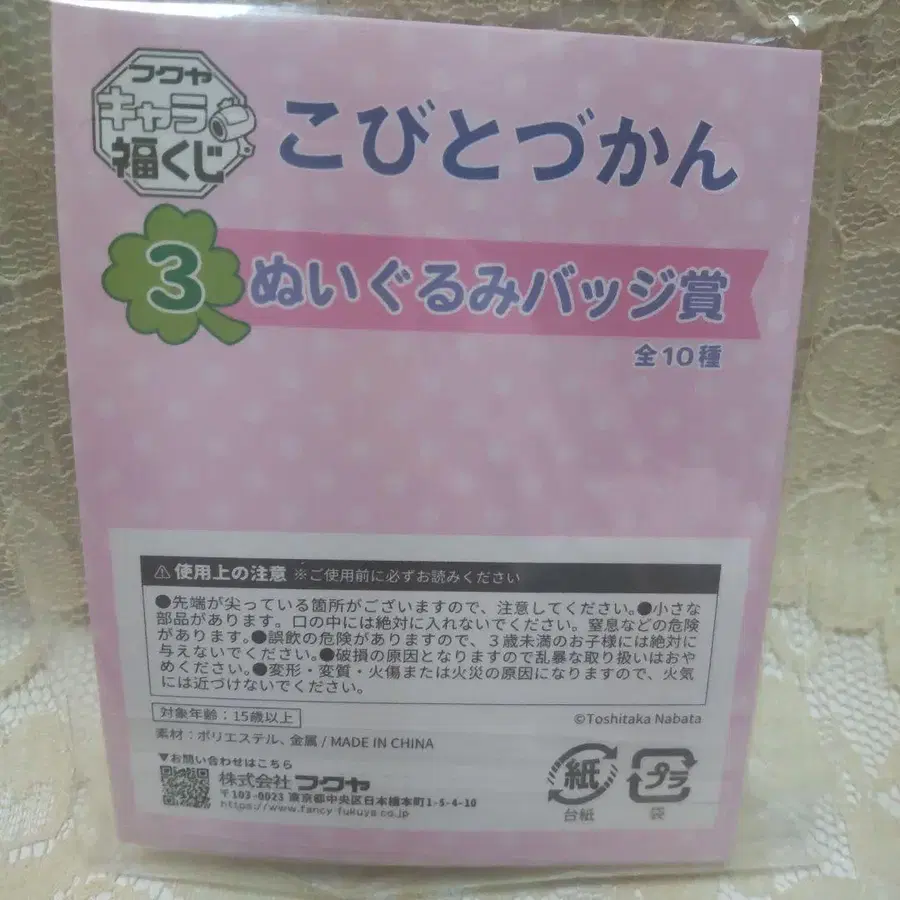 フクヤ
キャラ
福くじ
こびとづかん
3 ぬいぐるみバッジ賞
全10種
⚠使用上の注意 ※ご使用前に必ずお読みください
●先端が尖っている箇所がございますので、注意してください。●小さな
部品があります。口の中には絶対に入れないでください。窒息などの危険
があります。●誤飲の危険がありますので、3歳未満のお子様には絶対に
与えないでください。●破損の原因となりますので乱暴な取り扱いはおや
めください。●変形・変質・火傷または火災の原因になりますので、火気
には近づけないでください。
対象年齢：15歳以上
©Toshitaka Nabata
素材：ポリエステル、金属 / MADE IN CHINA
▼お問い合わせはこちら
株式会社フクヤ
〒103-0023 東京都中央区日本橋本町1-5-4-10
https://www.fancy-fukuya.co.jp
紙
台紙
プラ
袋